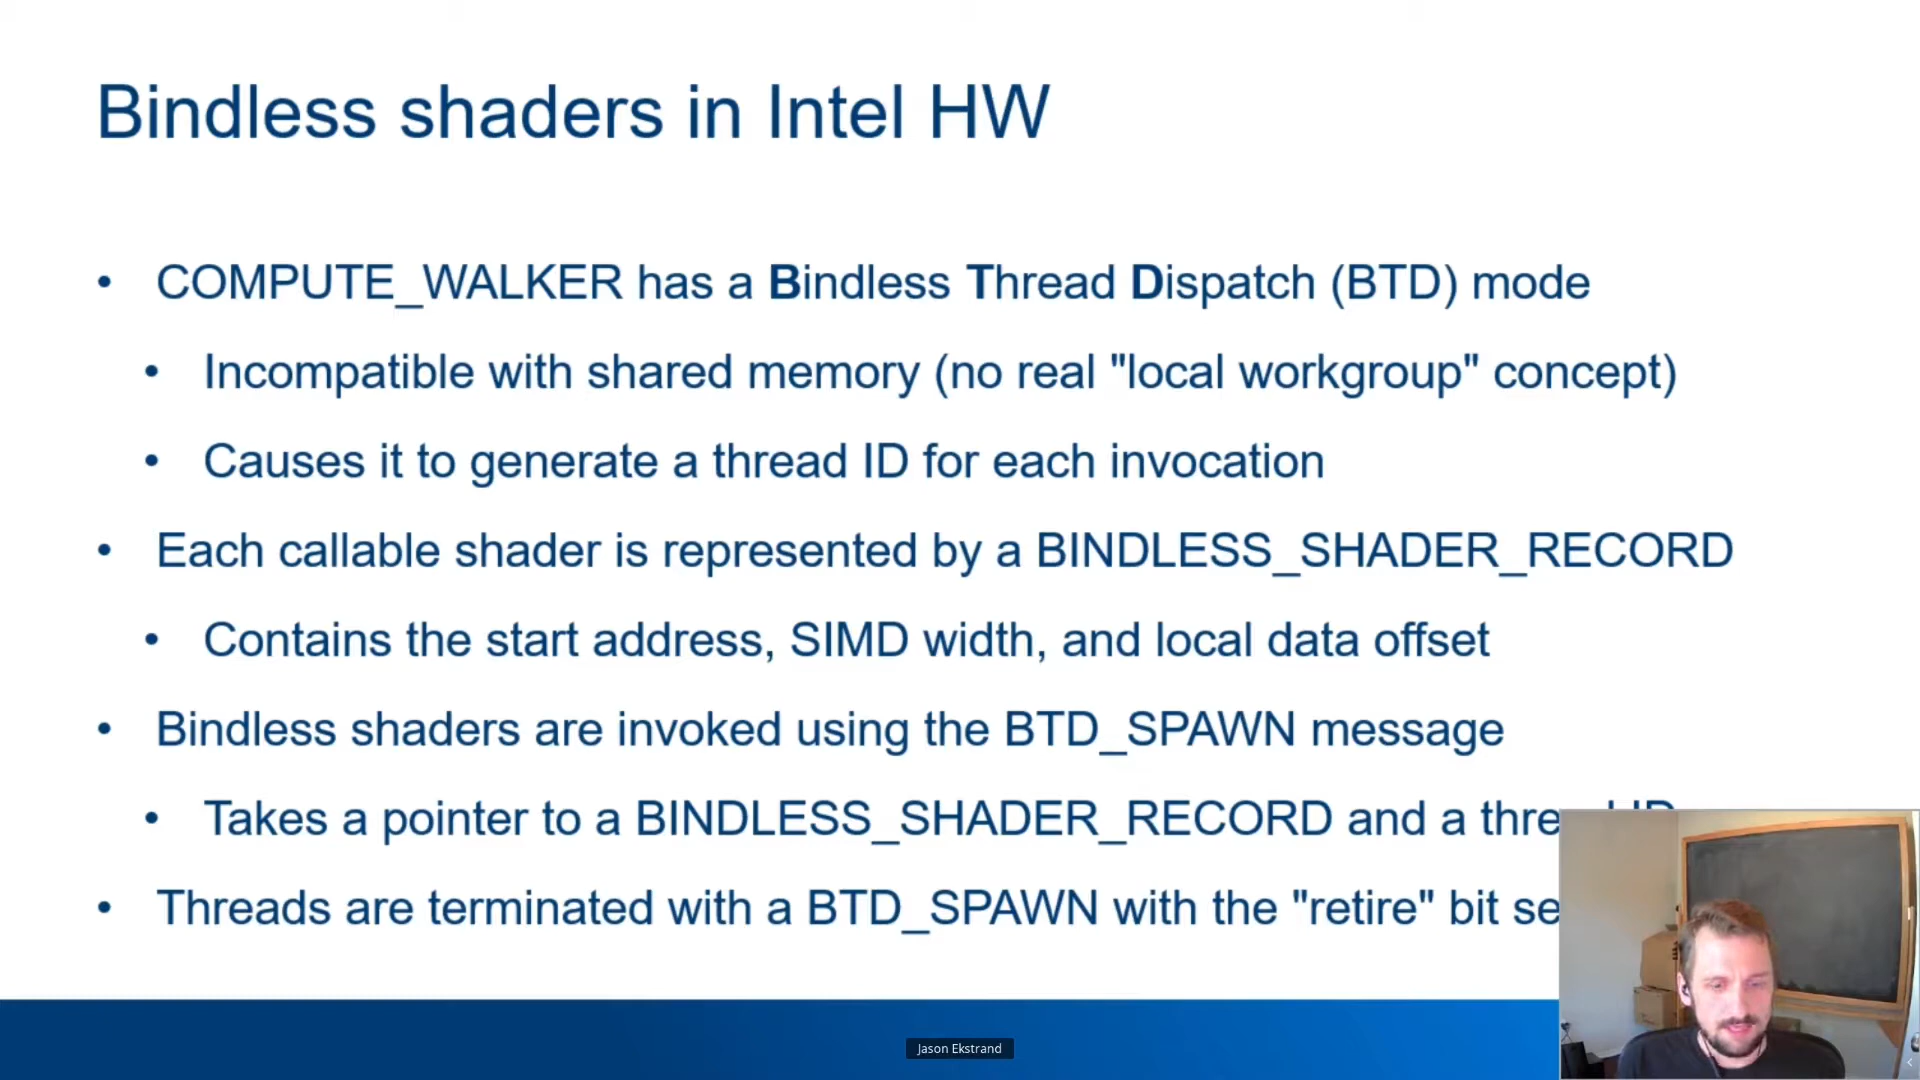 Bindless shaders in Intel HW
• COMPUTE_WALKER has a Bindless Thread Dispatch (BTD) mode
• Incompatible with shared memory (no real "local workgroup" concept)
• Causes it to generate a thread ID for each invocation
• Each callable shader is represented by a BINDLESS_SHADER_RECORD
• Contains the start address, SIMD width, and local data offset
• Bindless shaders are invoked using the BTD_SPAWN message
• Takes a pointer to a BINDLESS_SHADER_RECORD and a
• Threads are terminated with a BTD_SPAWN with the "retire" bit
Jason Ekstrand